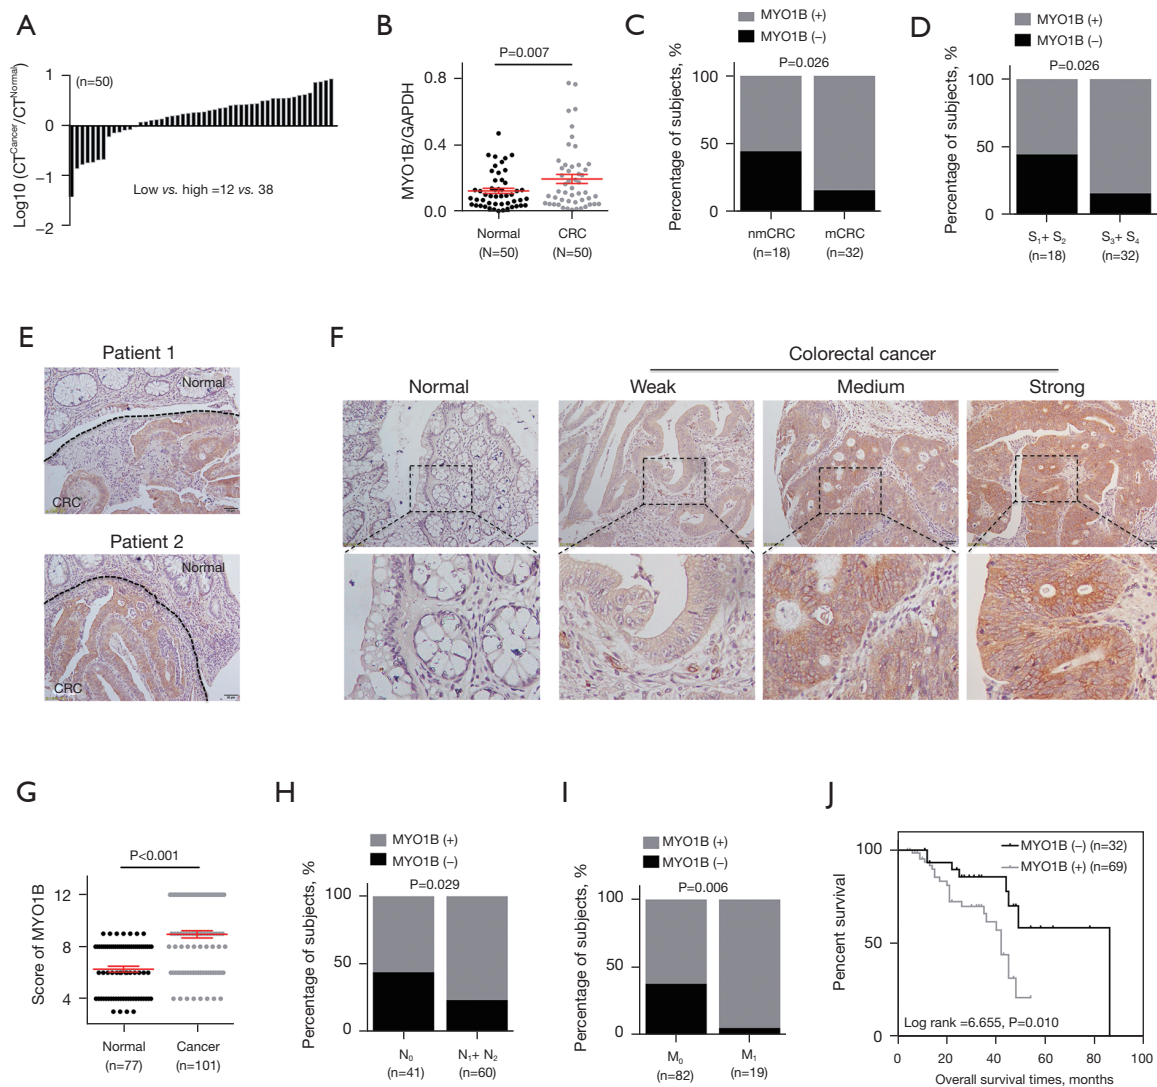 A
Log10 (CT^Cancer/CT^Normal)
1
0
−1
−2
(n=50)
Low vs. high =12 vs. 38
B
MYO1B/GAPDH
P=0.007
0.8
0.4
0.0
Normal
CRC
(N=50)
(N=50)
C
MYO1B (+)
MYO1B (−)
Percentage of subjects, %
P=0.026
100
50
0
nmCRC
mCRC
(n=18)
(n=32)
D
MYO1B (+)
MYO1B (−)
Percentage of subjects, %
P=0.026
100
50
0
S₁+ S₂
S₃+ S₄
(n=18)
(n=32)
E
Patient 1
Normal
CRC
Patient 2
Normal
CRC
F
Colorectal cancer
Normal
Weak
Medium
Strong
G
Score of MYO1B
P<0.001
12
8
4
Normal
Cancer
(n=77)
(n=101)
H
MYO1B (+)
MYO1B (−)
Percentage of subjects, %
P=0.029
100
50
0
N₀
N₁+ N₂
(n=41)
(n=60)
I
MYO1B (+)
MYO1B (−)
Percentage of subjects, %
P=0.006
100
50
0
M₀
M₁
(n=82)
(n=19)
J
Pencent survival
100
50
0
MYO1B (−) (n=32)
MYO1B (+) (n=69)
Log rank =6.655, P=0.010
0
20
40
60
80
100
Overall survival times, months